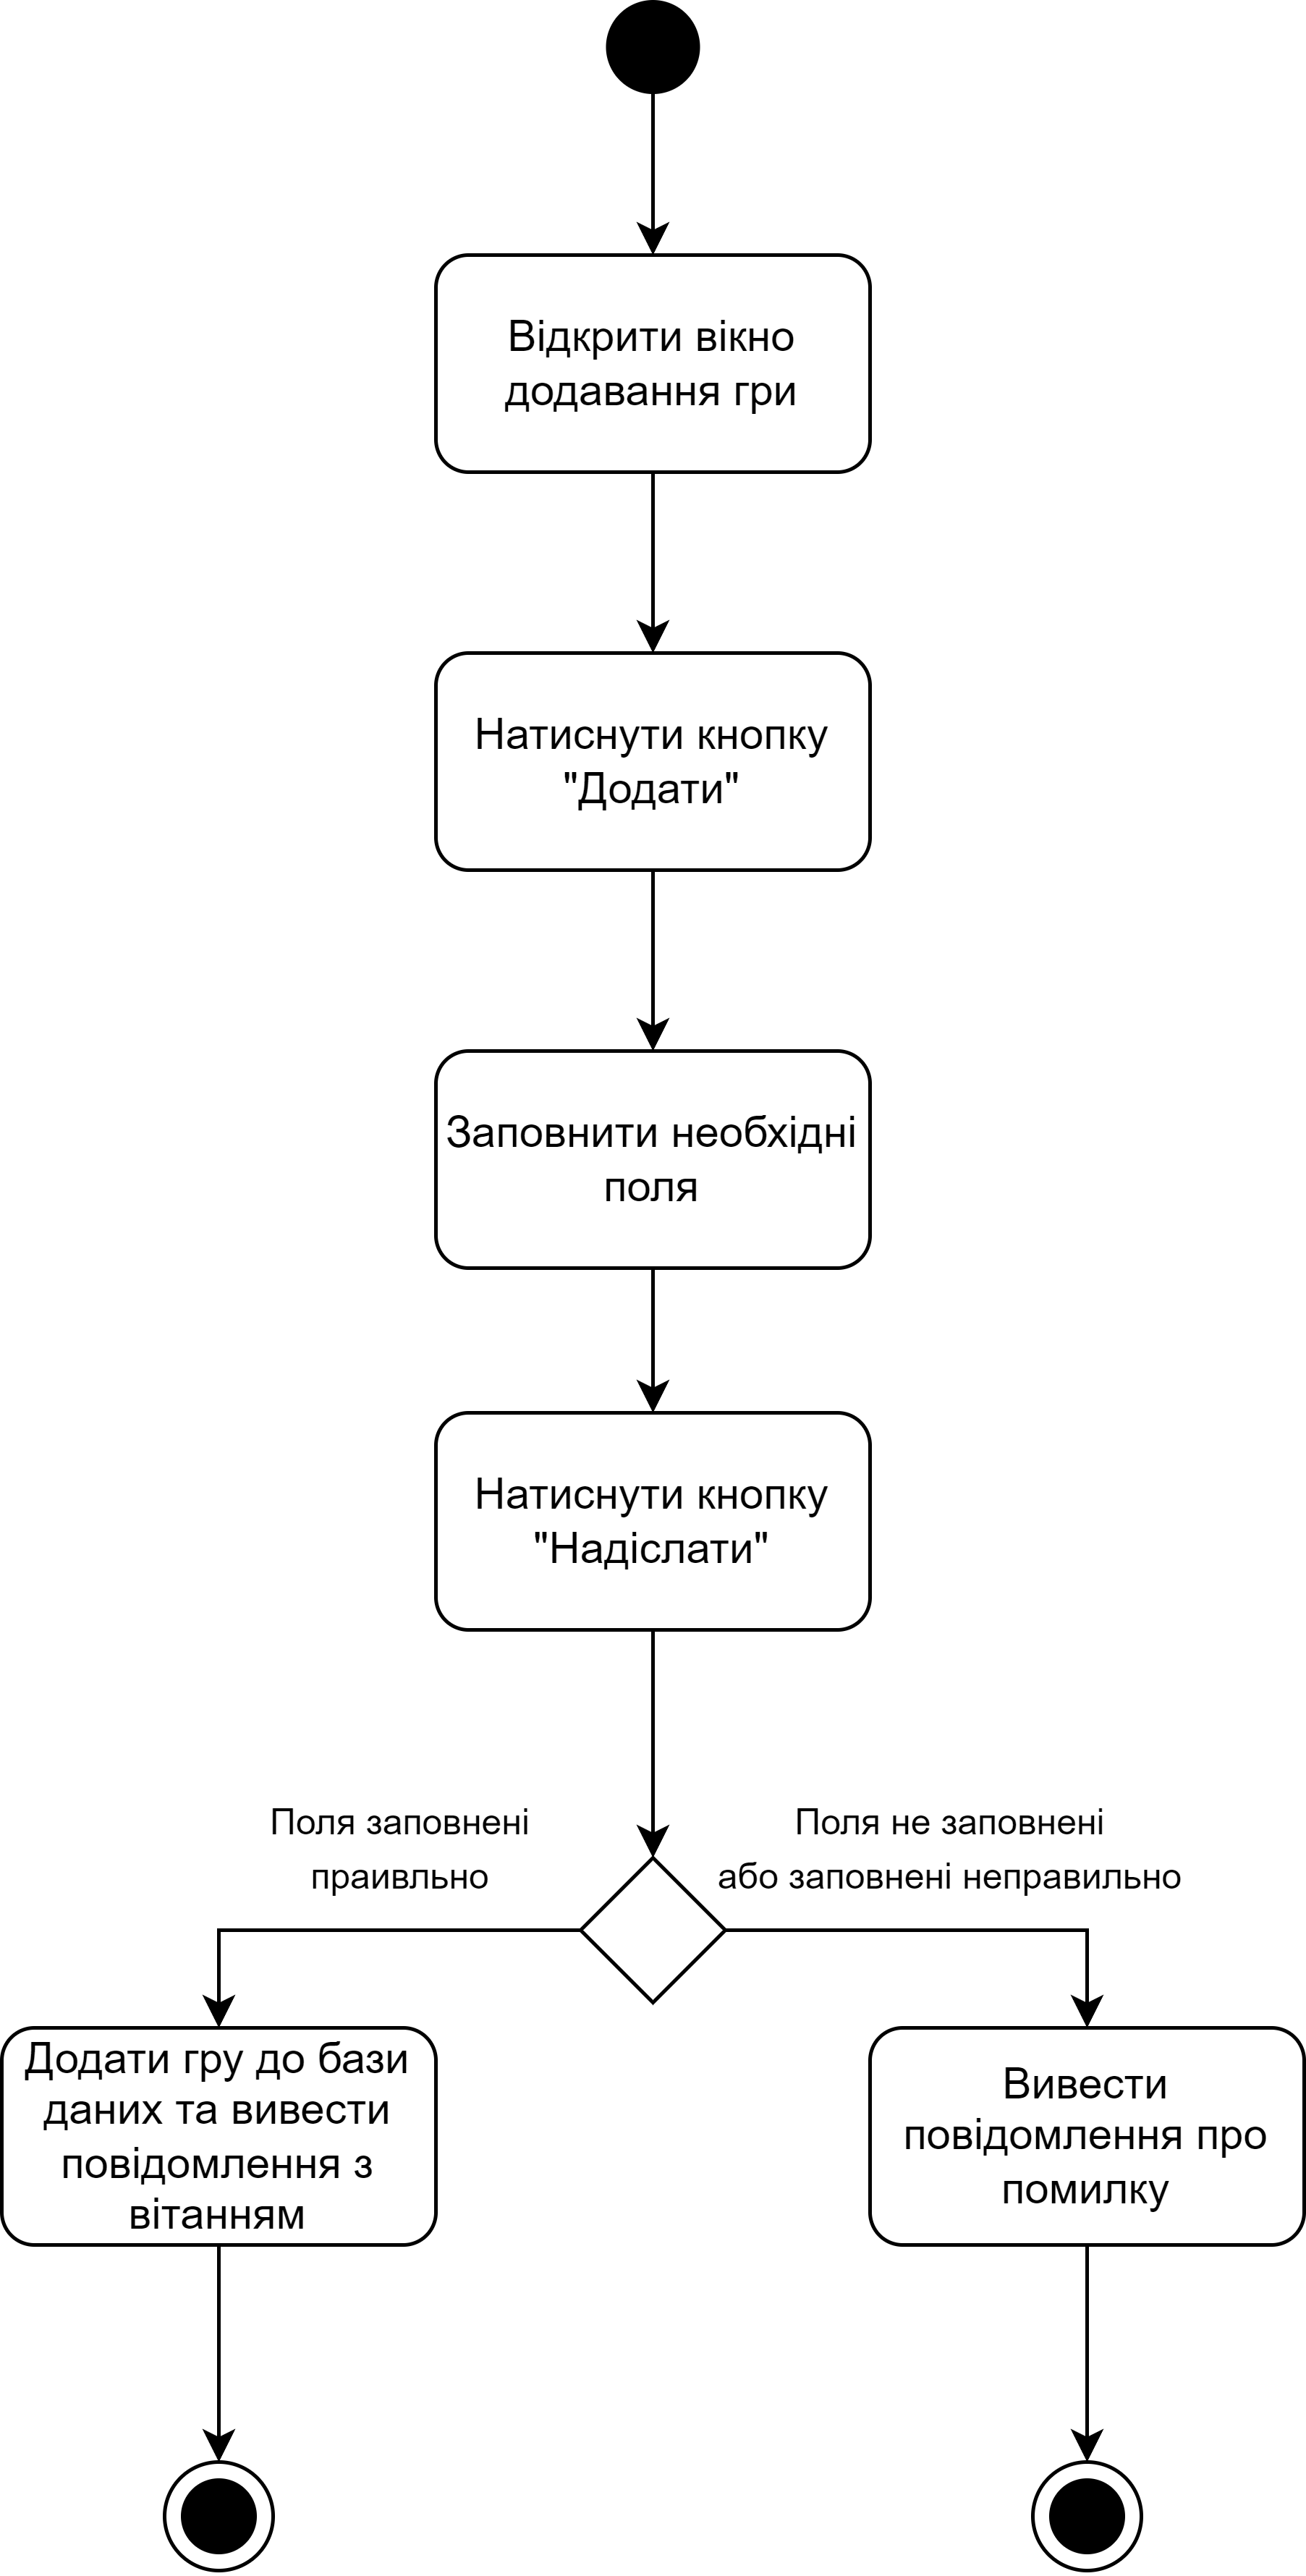 Відкрити вікно
додавання гри
Натиснути кнопку
"Додати"
Заповнити необхідні
поля
Натиснути кнопку
"Надіслати"
Поля заповнені
праивльно
Поля не заповнені
або заповнені неправильно
Додати гру до бази
даних та вивести
повідомлення з
вітанням
Вивести
повідомлення про
помилку